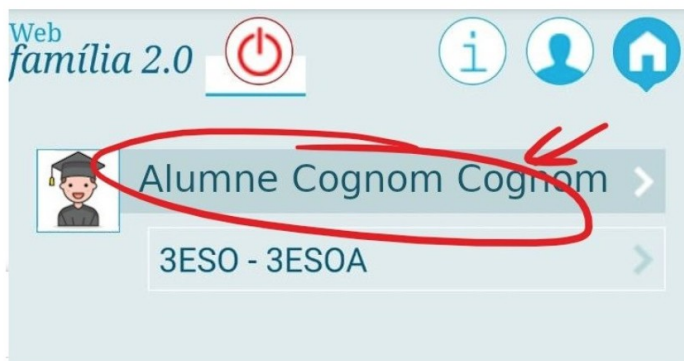 Web
família 2.0
i
Alumne Cognom Cognom
3ESO - 3ESOA